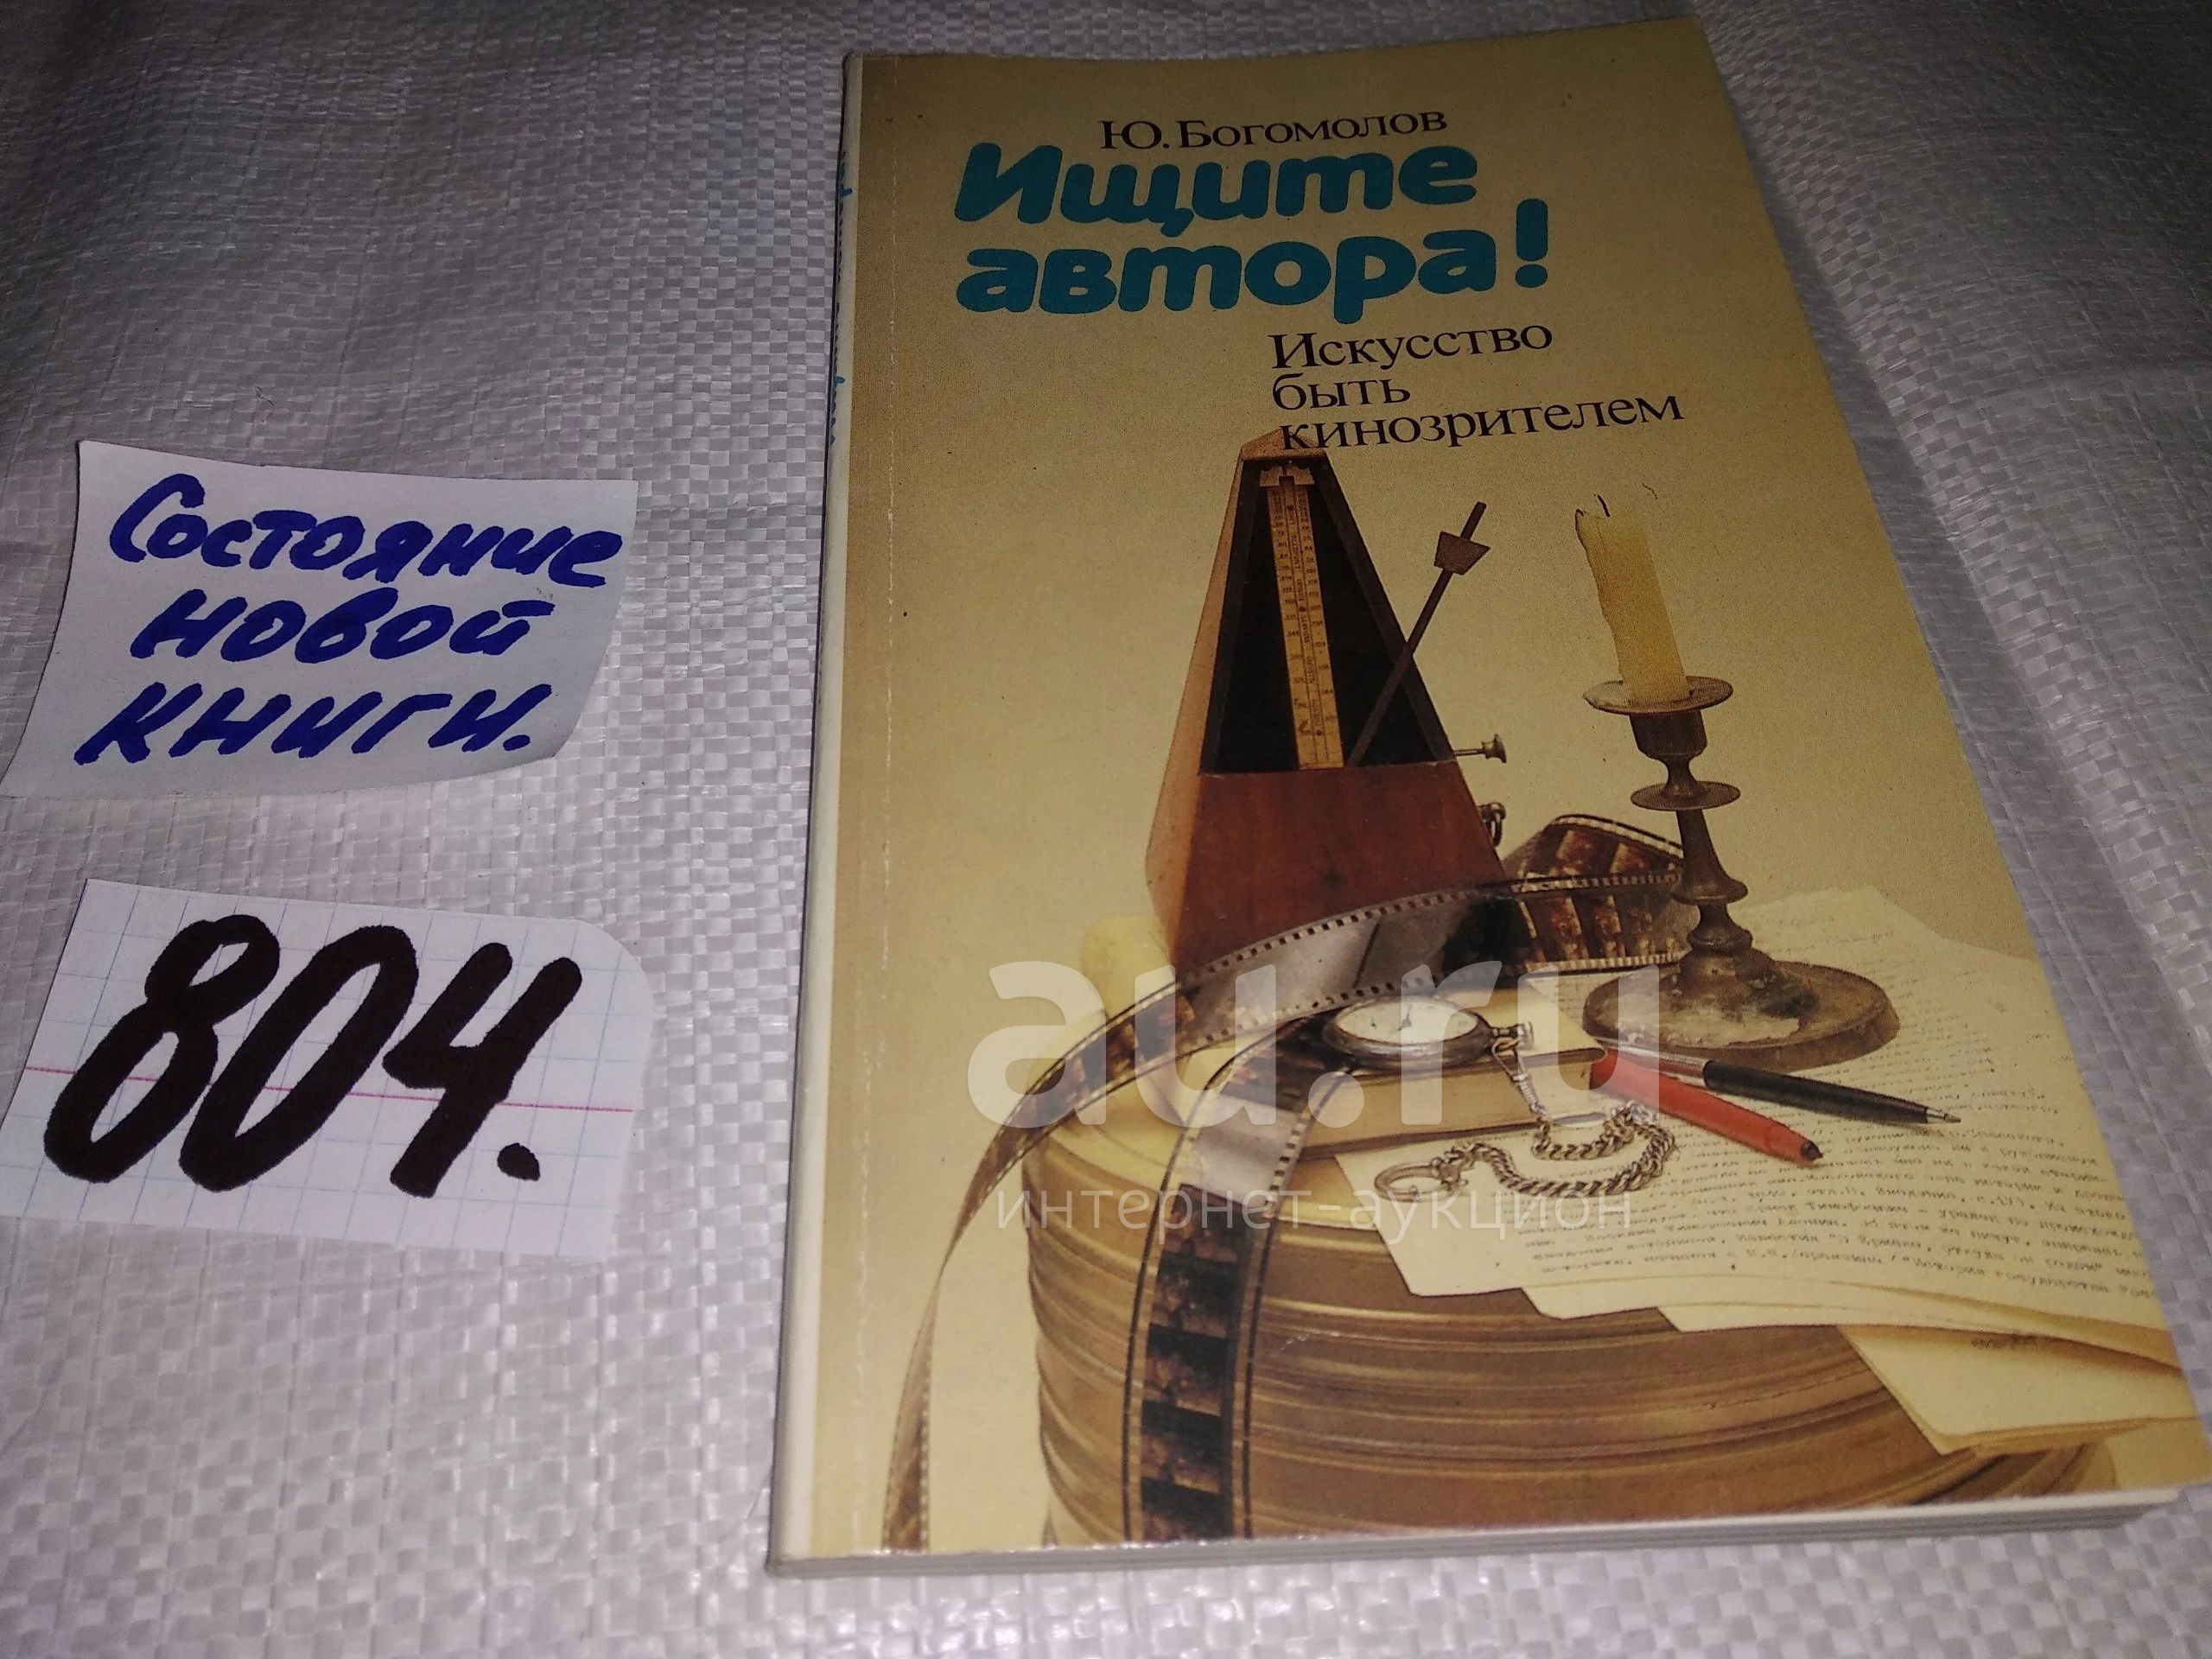 Ю. Богомолов
Ищите
автора!
Искусство
быть
кинозрителем
Состояние
новой
книги.
804.
au.ru
интернет-аукцион